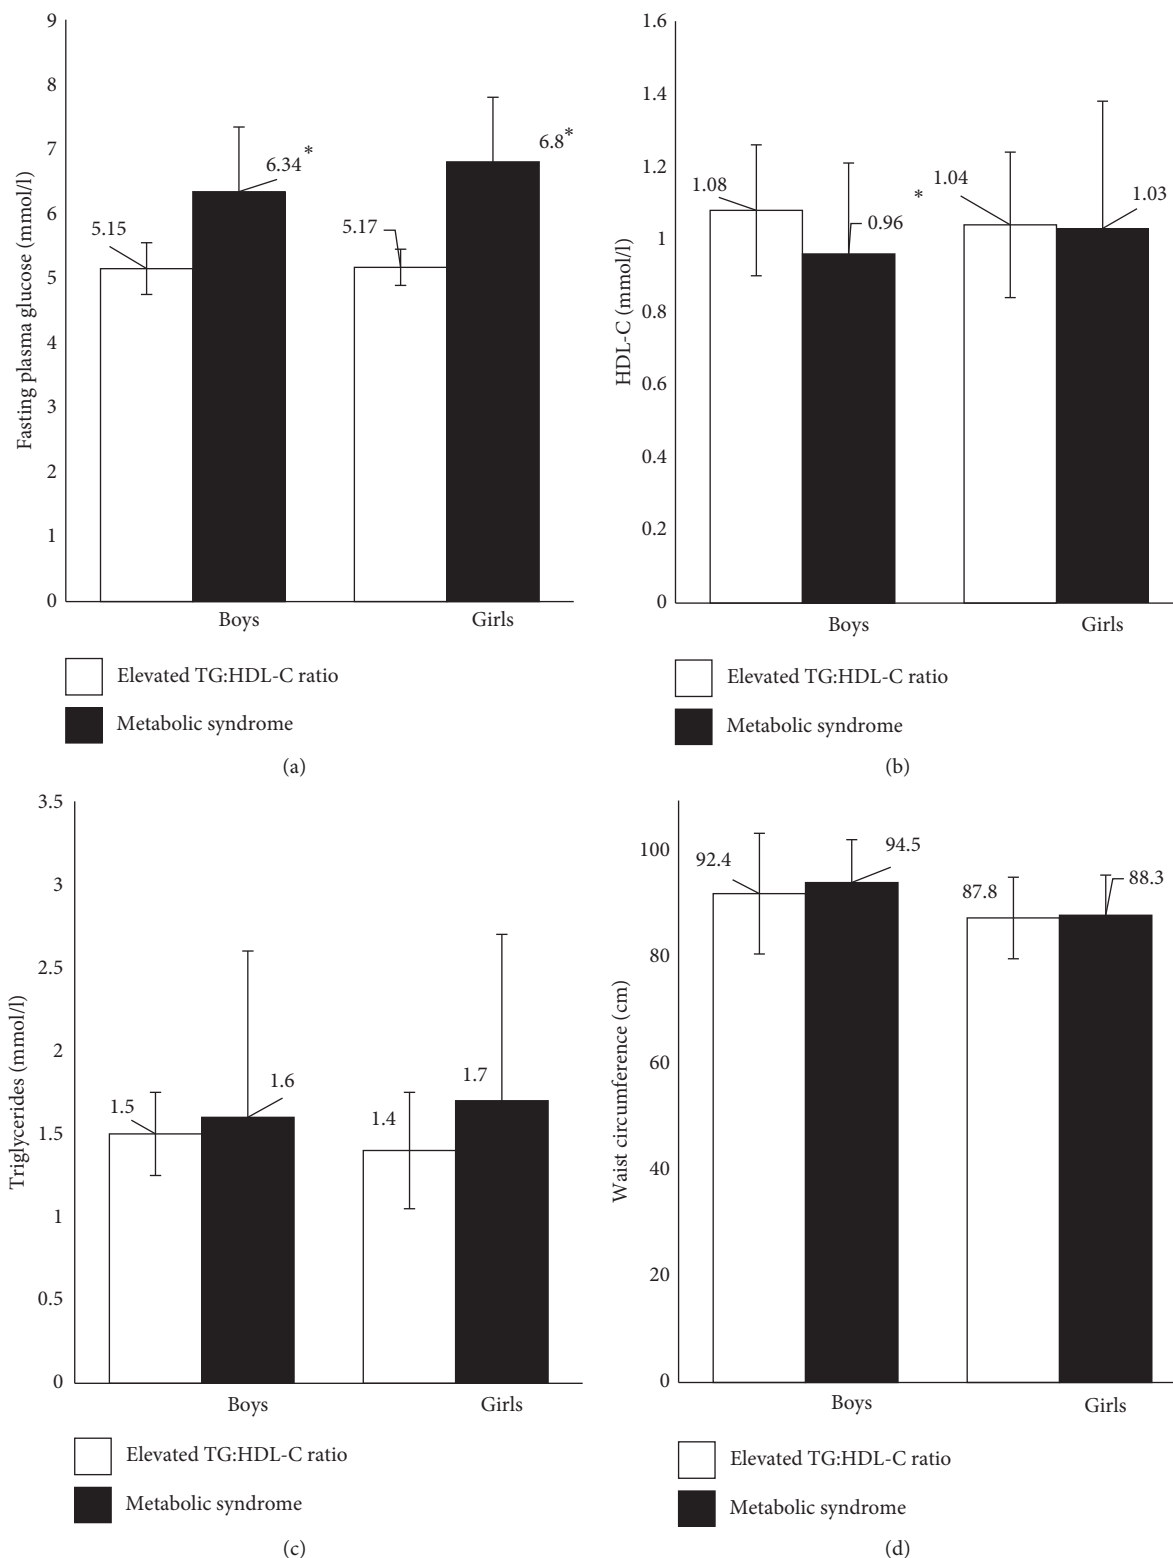 Fasting plasma glucose (mmol/l)
9
8
7
6
5
4
3
2
1
0
5.15
6.34 *
5.17
6.8 *
Boys
Girls
Elevated TG:HDL-C ratio
Metabolic syndrome
(a)
HDL-C (mmol/l)
1.6
1.4
1.2
1
0.8
0.6
0.4
0.2
0
1.08
0.96 *
1.04
1.03
Boys
Girls
Elevated TG:HDL-C ratio
Metabolic syndrome
(b)
Triglycerides (mmol/l)
3.5
3
2.5
2
1.5
1
0.5
0
1.5
1.6
1.4
1.7
Boys
Girls
Elevated TG:HDL-C ratio
Metabolic syndrome
(c)
Waist circumference (cm)
100
80
60
40
20
0
92.4
94.5
87.8
88.3
Boys
Girls
Elevated TG:HDL-C ratio
Metabolic syndrome
(d)